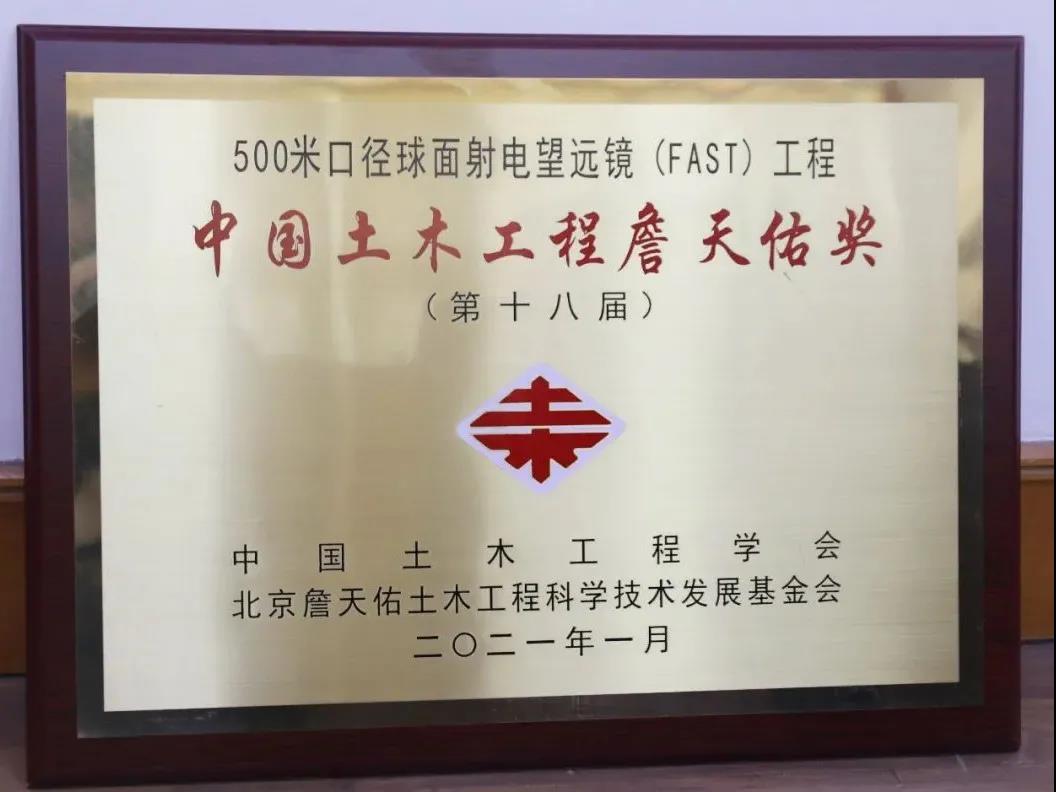 500米口径球面射电望远镜（FAST）工程
中国土木工程詹天佑奖
（第十八届）
中国土木工程学会
北京詹天佑土木工程科学技术发展基金会
二〇二一年一月